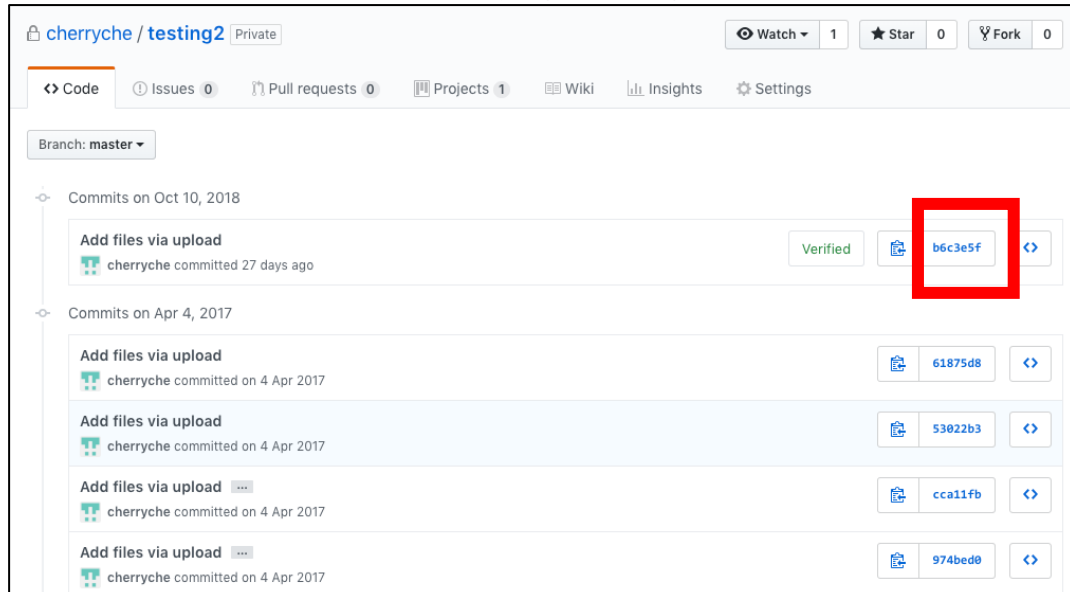 cherryche / testing2 Private Watch 1 Star 0 Fork 0
Code Issues 0 Pull requests 0 Projects 1 Wiki Insights Settings
Branch: master
Commits on Oct 10, 2018
Add files via upload
cherryche committed 27 days ago
Verified b6c3e5f
Commits on Apr 4, 2017
Add files via upload
cherryche committed on 4 Apr 2017
61875d8
Add files via upload
cherryche committed on 4 Apr 2017
53022b3
Add files via upload ...
cherryche committed on 4 Apr 2017
cca11fb
Add files via upload ...
cherryche committed on 4 Apr 2017
974bed0